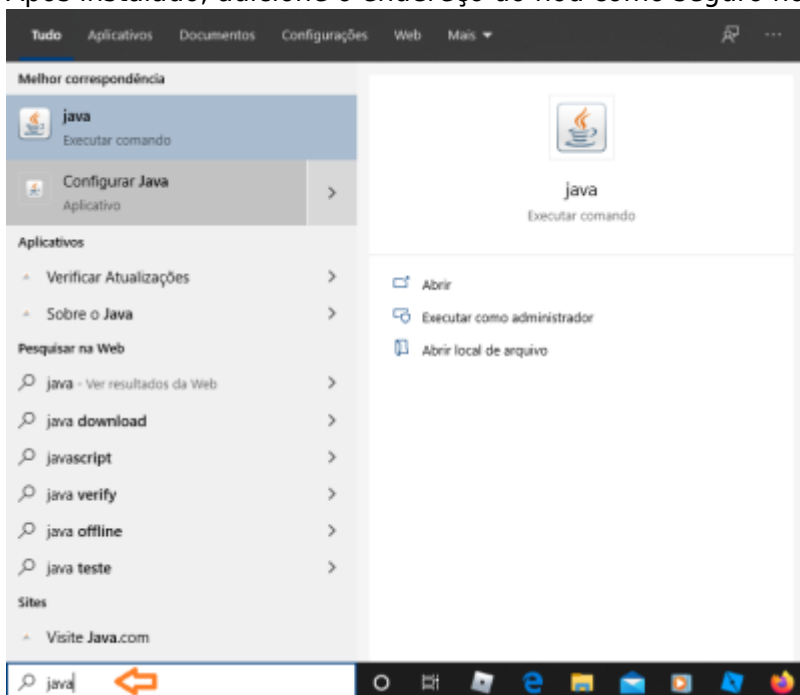 Tudo Aplicativos Documentos Configurações Web Mais
Melhor correspondência
java
Executar comando
Configurar Java
Aplicativo
Aplicativos
Verificar Atualizações
Sobre o Java
Pesquisar na Web
java - Ver resultados da Web
java download
javascript
java verify
java offline
java teste
Sites
Visite Java.com
java
java
Executar comando
Abrir
Executar como administrador
Abrir local de arquivo